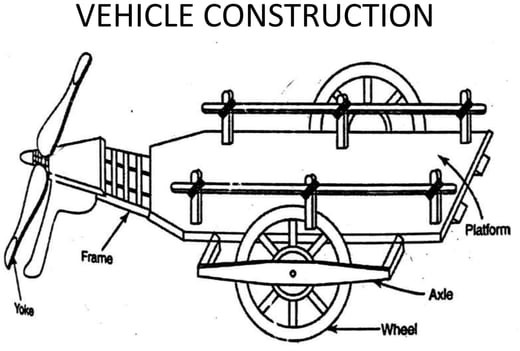 VEHICLE CONSTRUCTION
Platform
Frame
Axle
Yoke
Wheel